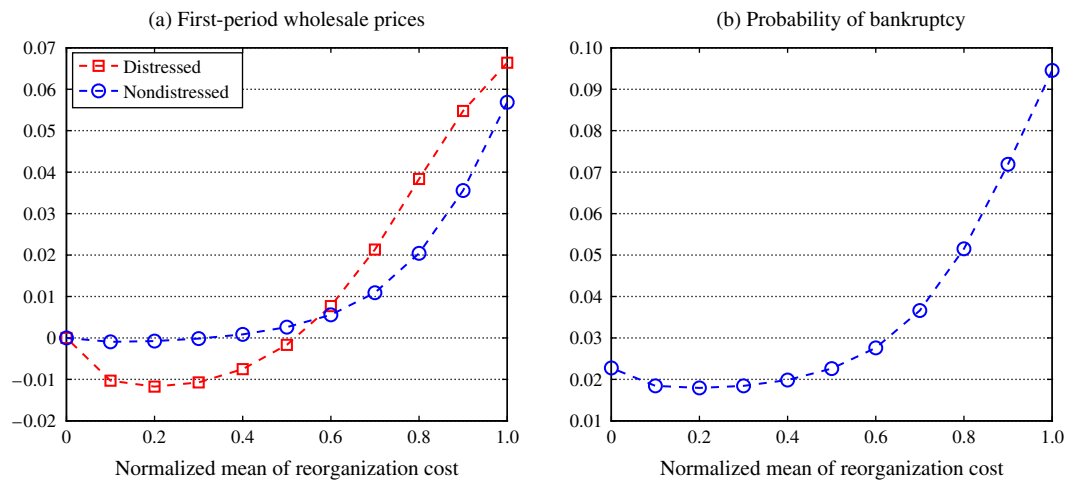 (a) First-period wholesale prices
0.07
0.06
0.05
0.04
0.03
0.02
0.01
0
−0.01
−0.02
Distressed
Nondistressed
0 0.2 0.4 0.6 0.8 1.0
Normalized mean of reorganization cost
(b) Probability of bankruptcy
0.10
0.09
0.08
0.07
0.06
0.05
0.04
0.03
0.02
0.01
0 0.2 0.4 0.6 0.8 1.0
Normalized mean of reorganization cost